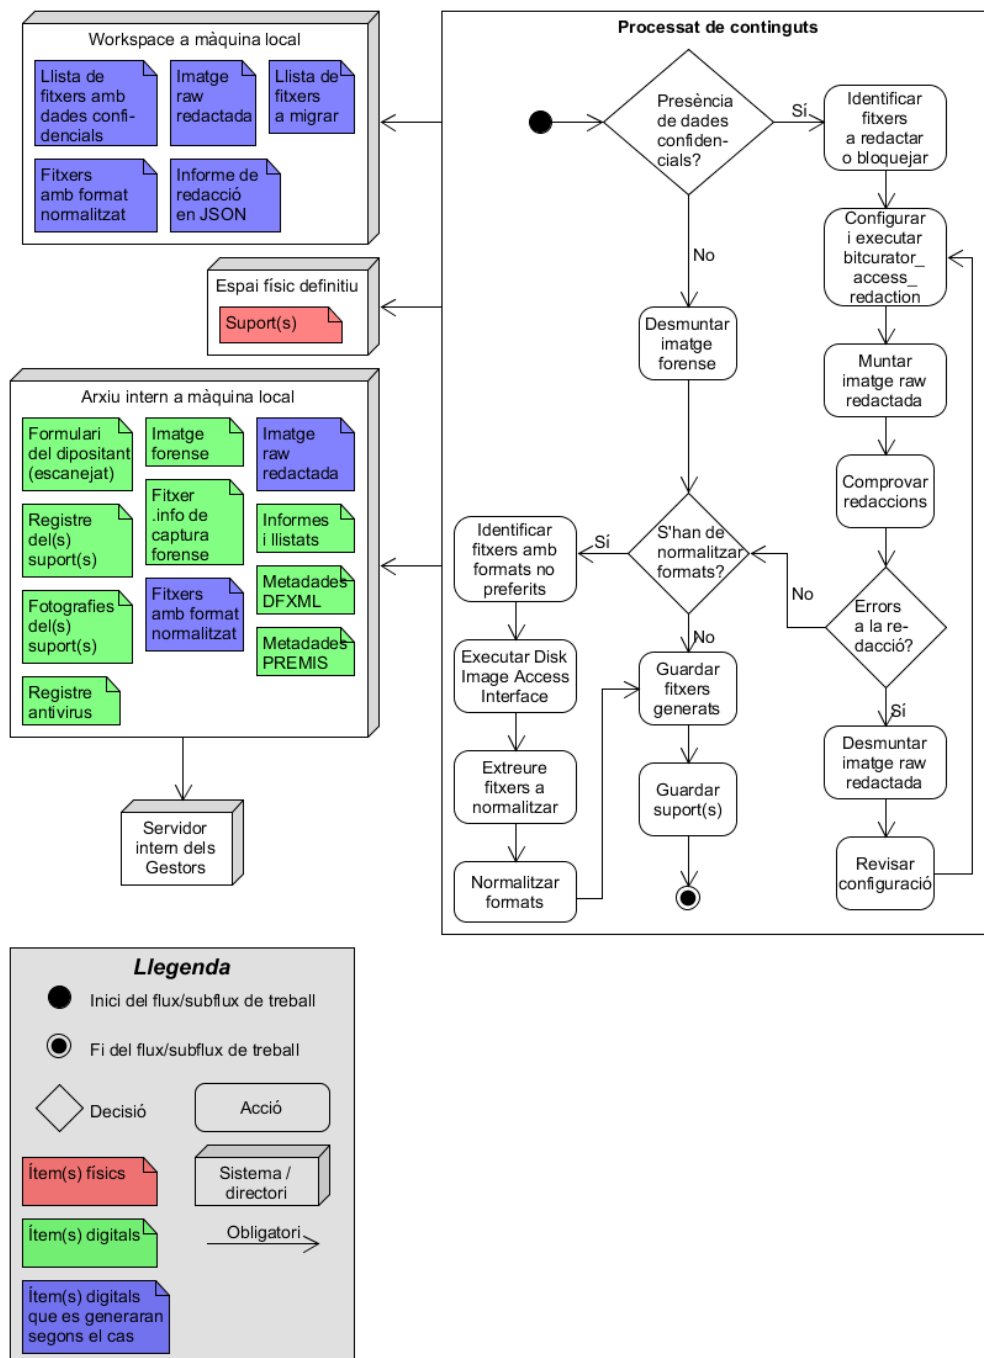 Workspace a màquina local
Llista de
fitxers amb
dades confi-
dencials
Imatge
raw
redactada
Llista de
fitxers
a migrar
Fitxers
amb format
normalitzat
Informe de
redacció
en JSON
Espai físic definitiu
Suport(s)
Arxiu intern a màquina local
Formulari
del dipositant
(escanejat)
Imatge
forense
Imatge
raw
redactada
Registre
del(s)
suport(s)
Fitxer
.info de
captura
forense
Informes
i llistats
Fotografies
del(s)
suport(s)
Fitxers
amb format
normalitzat
Metadades
DFXML
Metadades
PREMIS
Registre
antivirus
Servidor
intern dels
Gestors
Processat de continguts
Presència
de dades
confiden-
cials?
Sí
Identificar
fitxers
a redactar
o bloquejar
No
Configurar
i executar
bitcurator_
access_
redaction
Desmuntar
imatge
forense
Muntar
imatge raw
redactada
Comprovar
redaccions
Identificar
fitxers amb
formats no
preferits
Sí
S'han de
normalitzar
formats?
No
Errors
a la re-
dacció?
No
Sí
Executar Disk
Image Access
Interface
Guardar
fitxers
generats
Desmuntar
imatge raw
redactada
Extreure
fitxers a
normalitzar
Guardar
suport(s)
Normalitzar
formats
Revisar
configuració
Llegenda
Inici del flux/subflux de treball
Fi del flux/subflux de treball
Decisió
Acció
Ítem(s) físics
Sistema /
directori
Ítem(s) digitals
Obligatori
Ítem(s) digitals
que es generaran
segons el cas